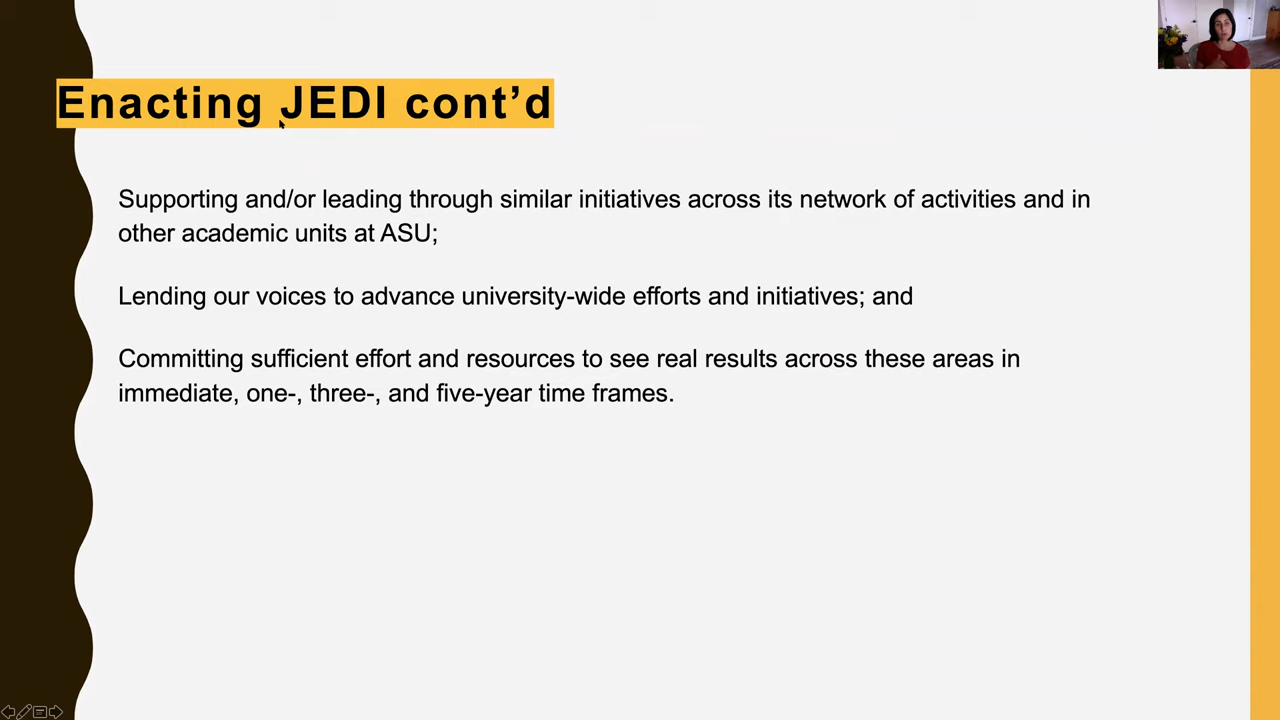 Enacting JEDI cont’d
Supporting and/or leading through similar initiatives across its network of activities and in
other academic units at ASU;
Lending our voices to advance university-wide efforts and initiatives; and
Committing sufficient effort and resources to see real results across these areas in
immediate, one-, three-, and five-year time frames.